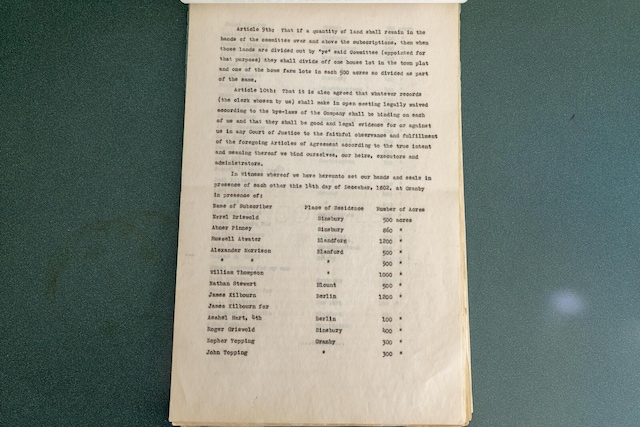 Article 9th: That if a quantity of land shall remain in the
hands of the committee over and above the subscriptions, then when
those lands are divided out by "ye" said Committee (appointed for
that purpose) they shall divide off one house lot in the town plat
and one of the home farm lots in each 500 acres so divided as part
of the same.
Article 10th: That it is also agreed that whatever records
(the clerk whosen by us) shall make in open meeting legally waived
according to the bye-laws of the Company shall be binding on each
of us and that they shall be good and legal evidence for or against
us in any Court of Justice to the faithful observance and fulfillment
of the foregoing Articles of Agreement according to the true intent
and meaning thereof we bind ourselves, our heirs, executors and
administrators.
In Witness whereof we have hereunto set our hands and seals in
presence of each other this 14th day of December, 1802, at Granby
in presence of:
Name of Subscriber Place of Residence Number of Acres
Ezrel Griswold Simsbury 500 acres
Abner Pinney Simsbury 860 "
Russell Atwater Blandford 1200 "
Alexander Morrison Blanford 500 "
" " " 500 "
William Thompson " 1000 "
Nathan Stewart Blount 500 "
James Kilbourn Berlin 1200 "
James Kilbourn for
Asahel Hart, 4th Berlin 100 "
Roger Griswold Simsbury 400 "
Zopher Topping Granby 300 "
John Topping " 300 "